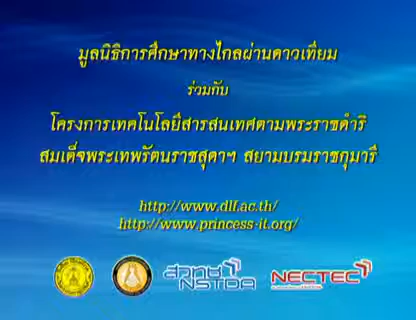 มูลนิธิการศึกษาทางไกลผ่านดาวเทียม
ร่วมกับ
โครงการเทคโนโลยีสารสนเทศตามพระราชดำริ
สมเด็จพระเทพรัตนราชสุดาฯ สยามบรมราชกุมารี
http://www.dlf.ac.th/
http://www.princess-it.org/
สวทช
NSTDA
NECTEC